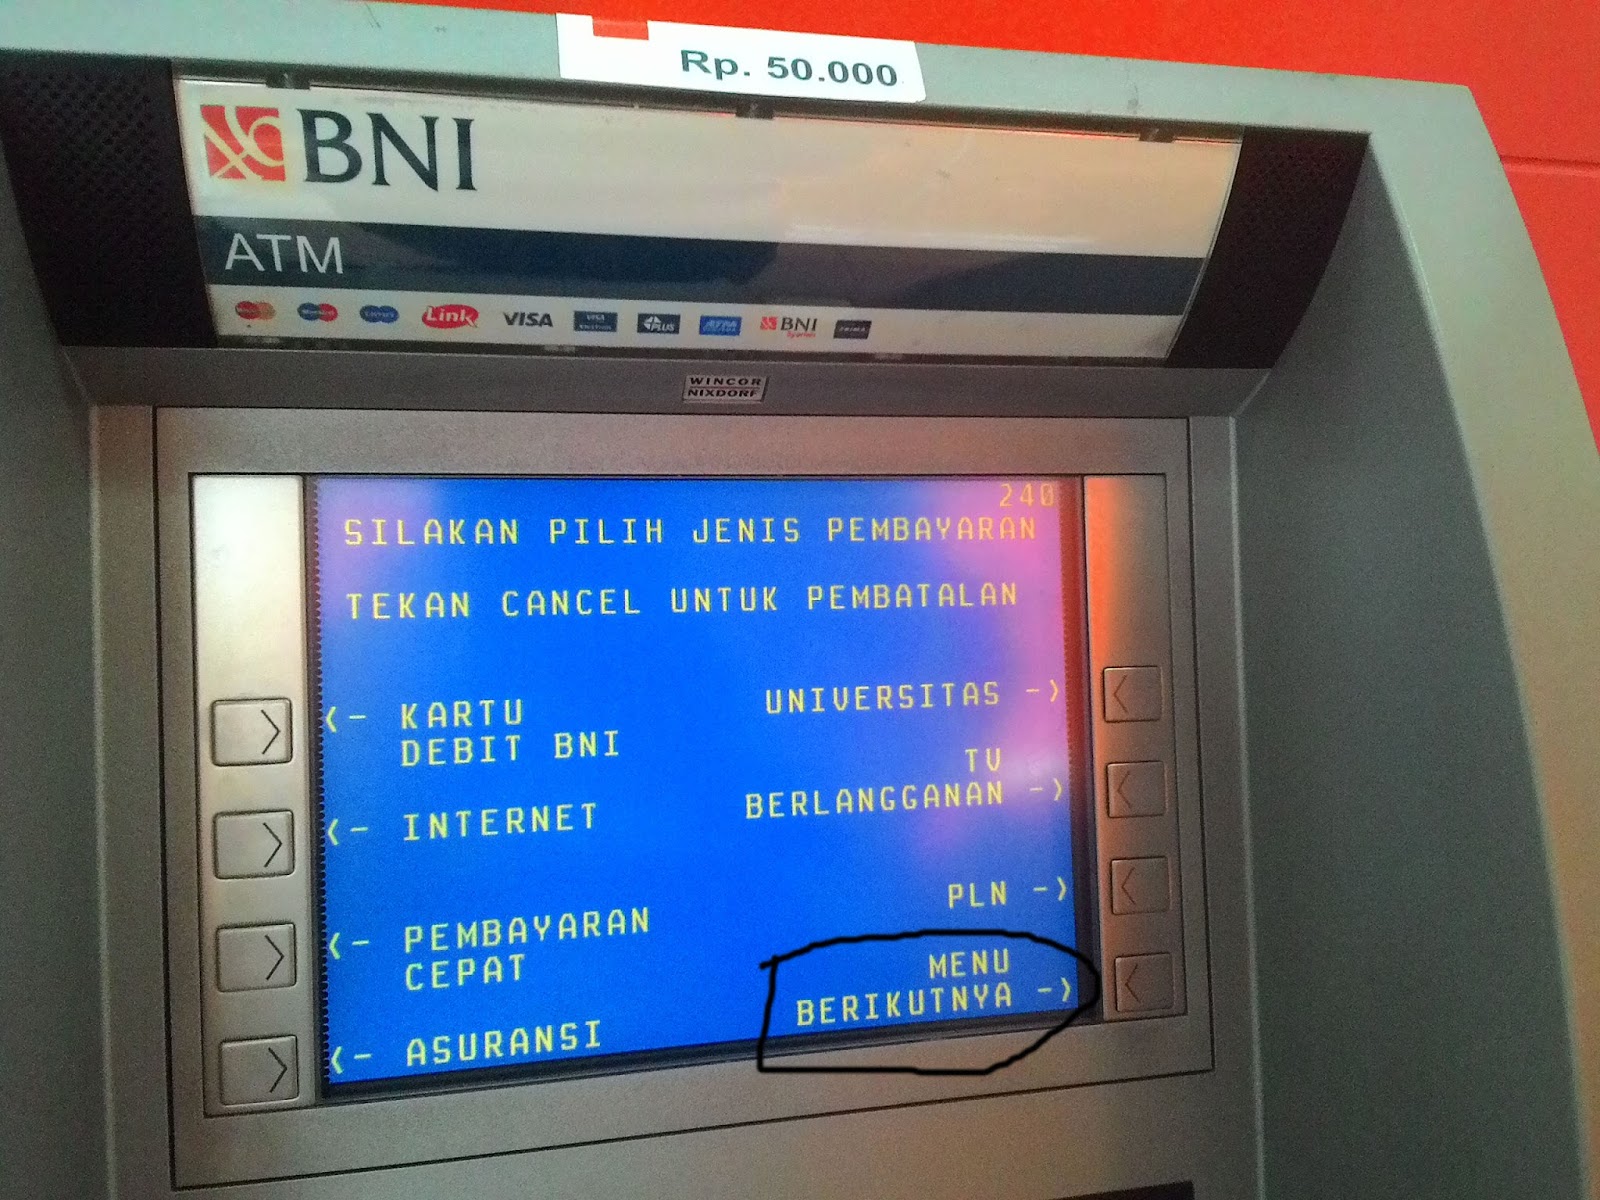 Rp. 50.000
BNI
ATM
Link
VISA
PLUS
BNI
WINCOR
NIXDORF
240
SILAKAN PILIH JENIS PEMBAYARAN
TEKAN CANCEL UNTUK PEMBATALAN
<- KARTU
DEBIT BNI
UNIVERSITAS ->
<- INTERNET
TV
BERLANGGANAN ->
<- PEMBAYARAN
CEPAT
PLN ->
<- ASURANSI
MENU
BERIKUTNYA ->